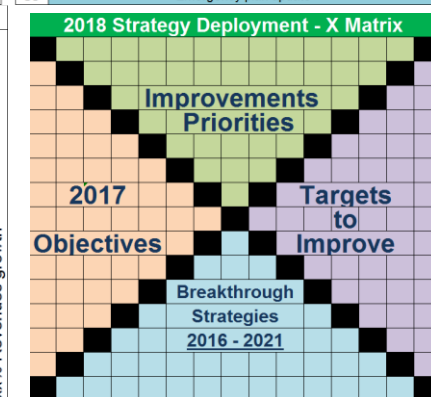 2018 Strategy Deployment - X Matrix
Improvements
Priorities
2017
Objectives
Targets
to
Improve
Breakthrough
Strategies
2016 - 2021